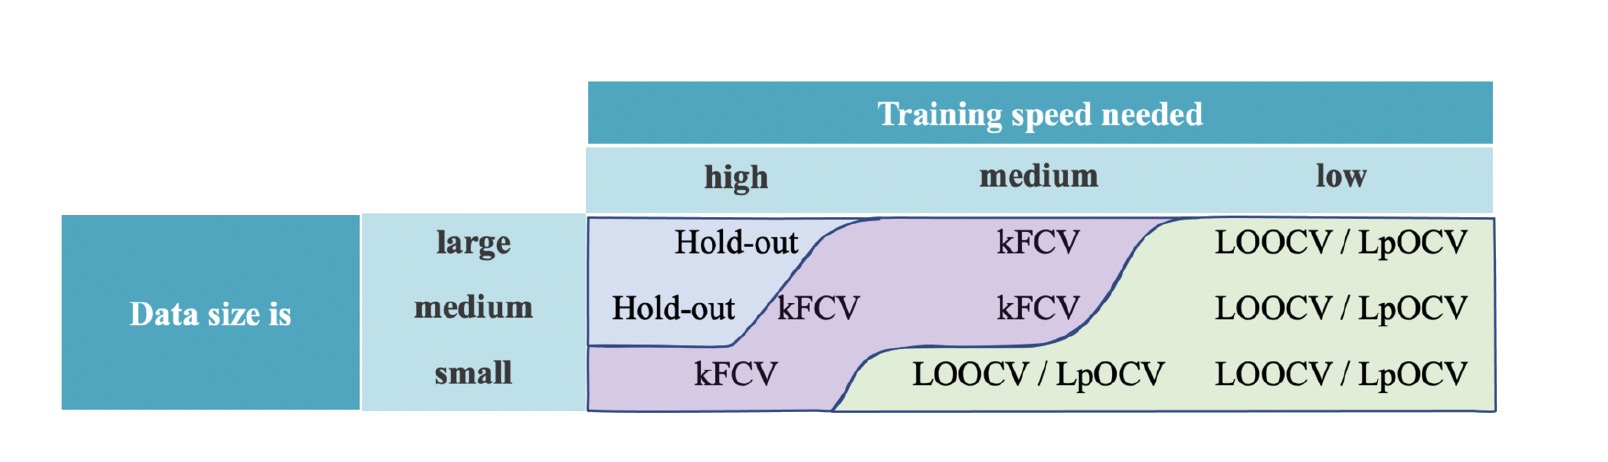 Training speed needed
high medium low
large Hold-out kFCV LOOCV / LpOCV
Data size is medium Hold-out kFCV kFCV LOOCV / LpOCV
small kFCV LOOCV / LpOCV LOOCV / LpOCV